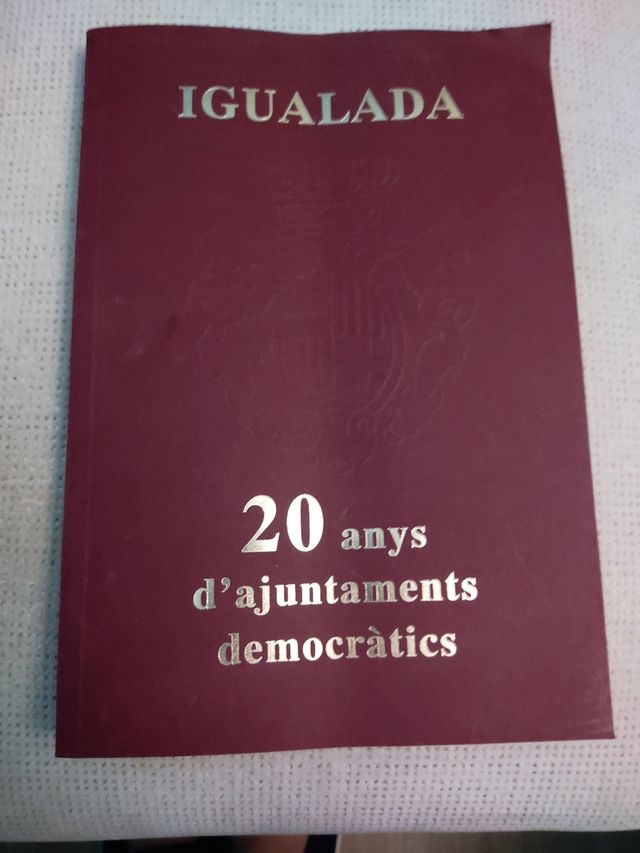 IGUALADA
20 anys
d'ajuntaments
democràtics